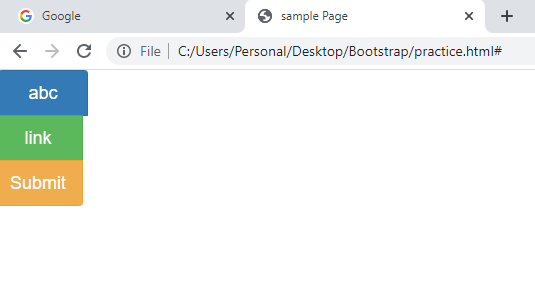 Google
sample Page
File
C:/Users/Personal/Desktop/Bootstrap/practice.html#
abc
link
Submit